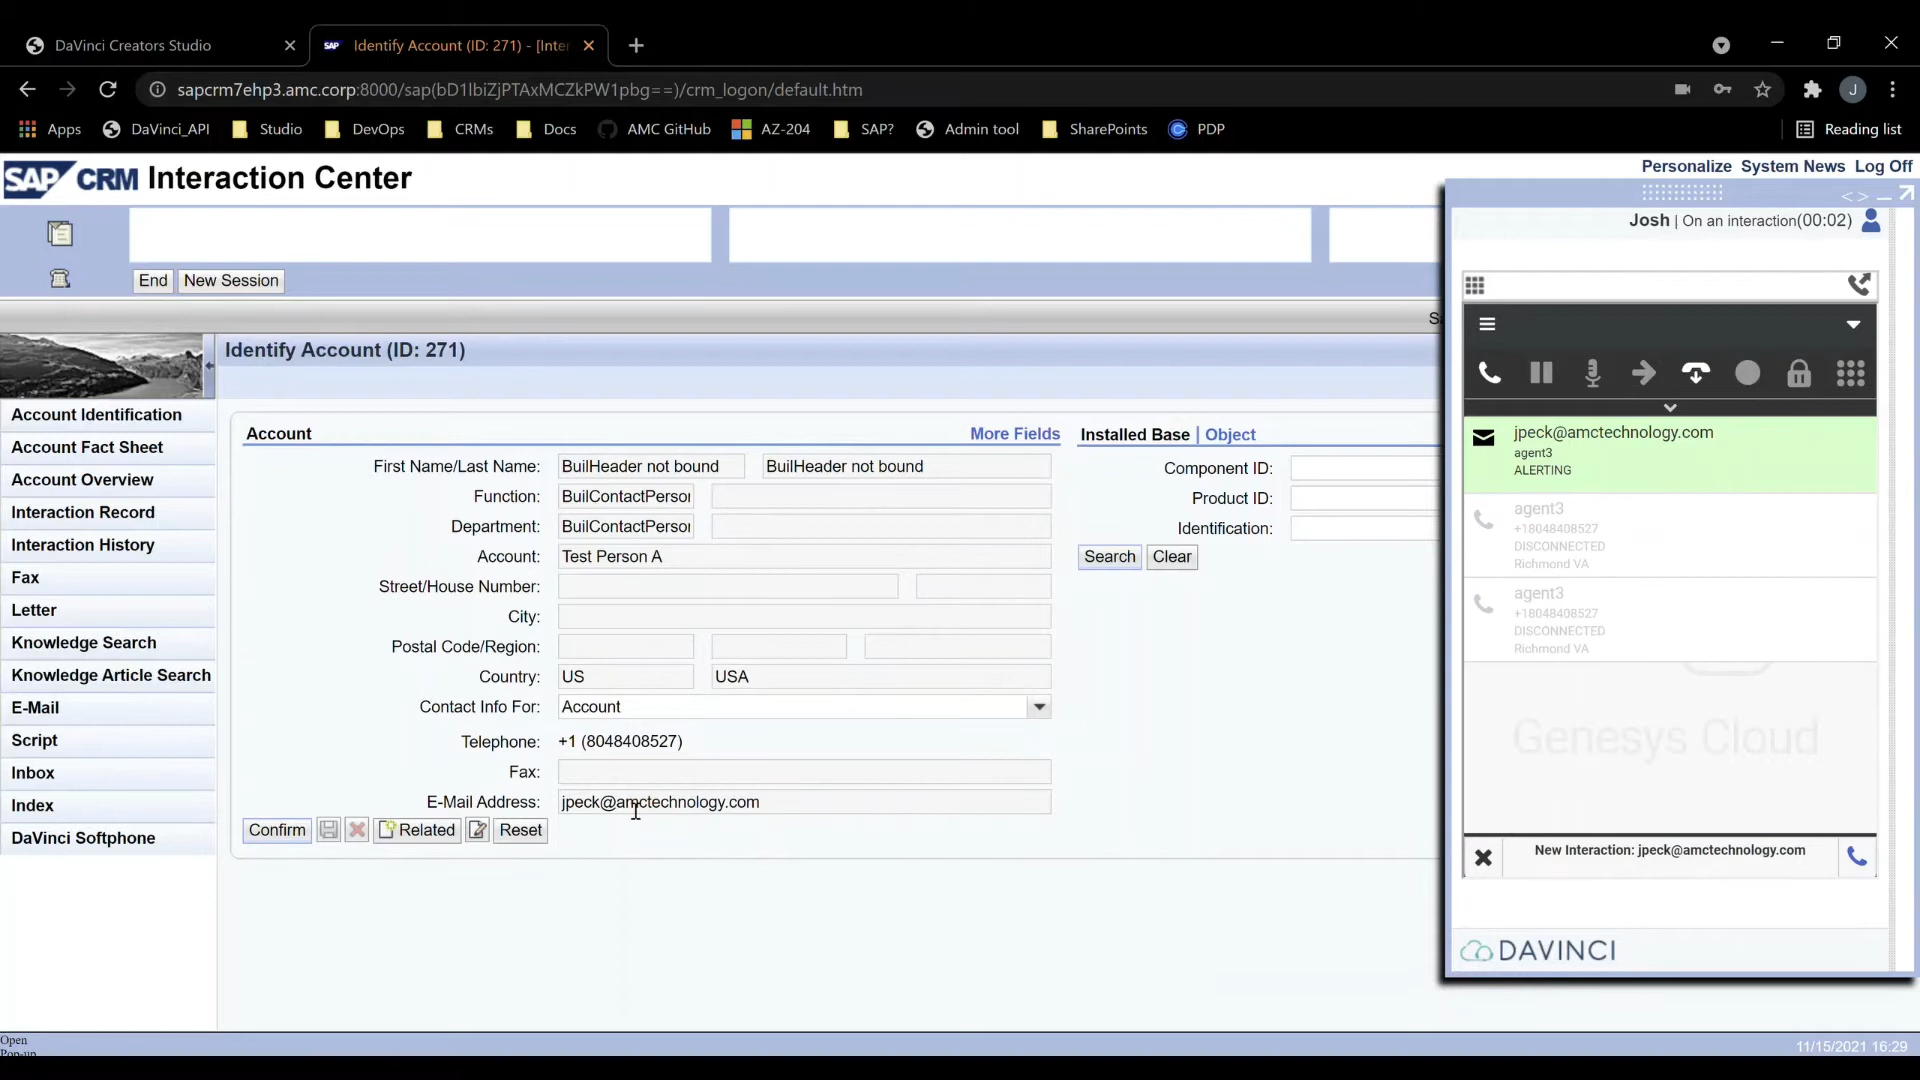 DaVinci Creators Studio
SAP Identify Account (ID: 271) - [Inter
sapcrm7ehp3.amc.corp:8000/sap(bD1lbiZjPTAxMCZkPW1pbg==)/crm_logon/default.htm
J
Apps DaVinci_API Studio DevOps CRMs Docs AMC GitHub AZ-204 SAP? Admin tool SharePoints PDP Reading list
SAP CRM Interaction Center
Personalize System News Log Off
Josh | On an interaction(00:02)
End New Session
Identify Account (ID: 271)
Account Identification
Account Fact Sheet
Account Overview
Interaction Record
Interaction History
Fax
Letter
Knowledge Search
Knowledge Article Search
E-Mail
Script
Inbox
Index
DaVinci Softphone
Account More Fields
First Name/Last Name: BuilHeader not bound BuilHeader not bound
Function: BuilContactPerson
Department: BuilContactPerson
Account: Test Person A
Street/House Number:
City:
Postal Code/Region:
Country: US USA
Contact Info For: Account
Telephone: +1 (8048408527)
Fax:
E-Mail Address: jpeck@amctechnology.com
Confirm Related Reset
Installed Base | Object
Component ID:
Product ID:
Identification:
Search Clear
jpeck@amctechnology.com
agent3
ALERTING
agent3
+18048408527
DISCONNECTED
Richmond VA
agent3
+18048408527
DISCONNECTED
Richmond VA
Genesys Cloud
New Interaction: jpeck@amctechnology.com
DAVINCI
Open
Pop-up
11/15/2021 16:29